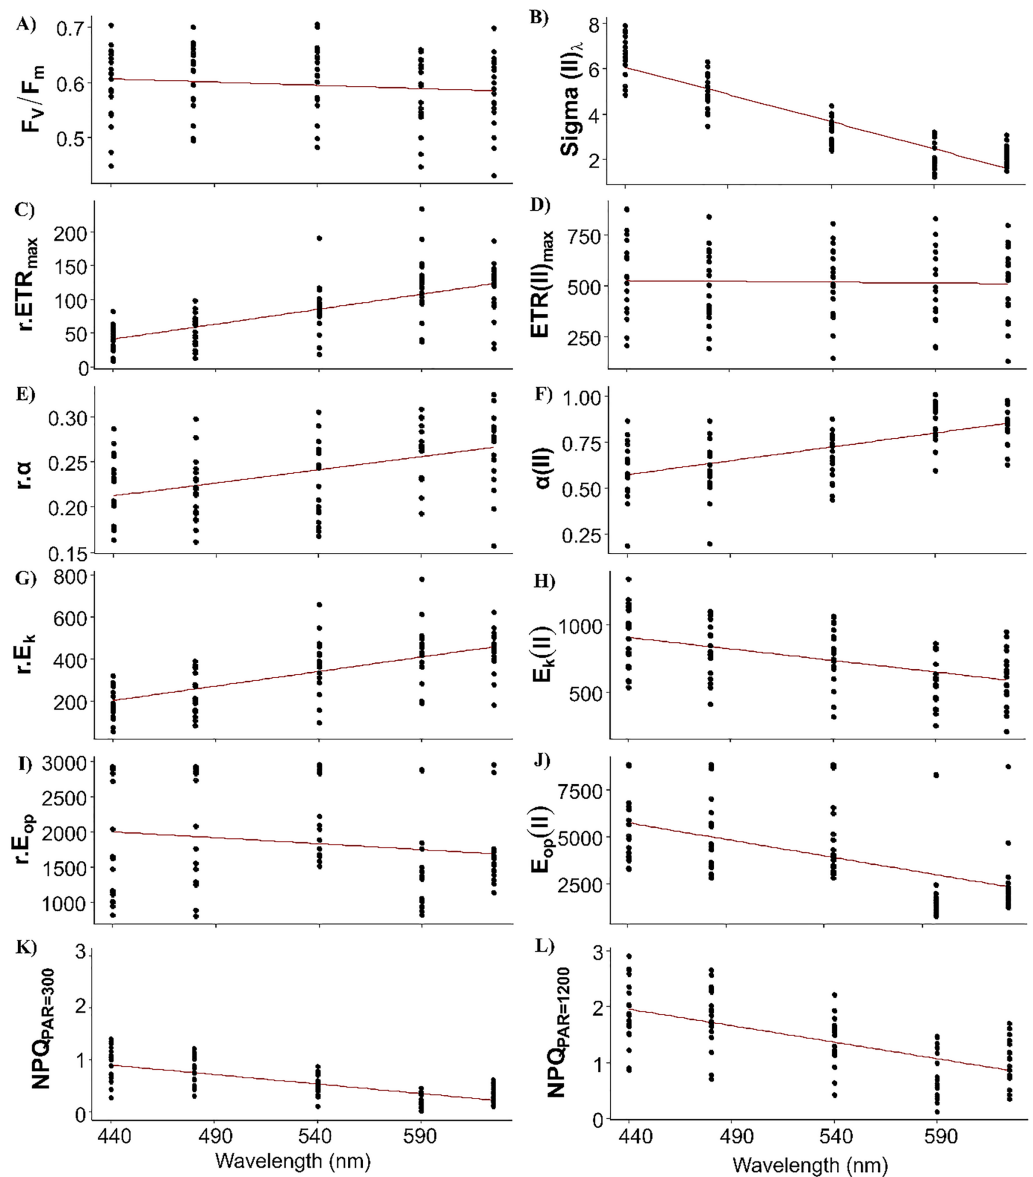 A)
Fv/Fm
0.7
0.6
0.5
B)
Sigma (II)λ
8
6
4
2
C)
r.ETRmax
200
150
100
50
0
D)
ETR(II)max
750
500
250
E)
r.α
0.30
0.25
0.20
0.15
F)
α(II)
1.00
0.75
0.50
0.25
G)
r.Ek
800
600
400
200
H)
Ek(II)
1000
500
I)
r.Eop
3000
2500
2000
1500
1000
J)
Eop(II)
7500
5000
2500
K)
NPQPAR=300
3
2
1
0
440 490 540 590
Wavelength (nm)
L)
NPQPAR=1200
3
2
1
0
440 490 540 590
Wavelength (nm)